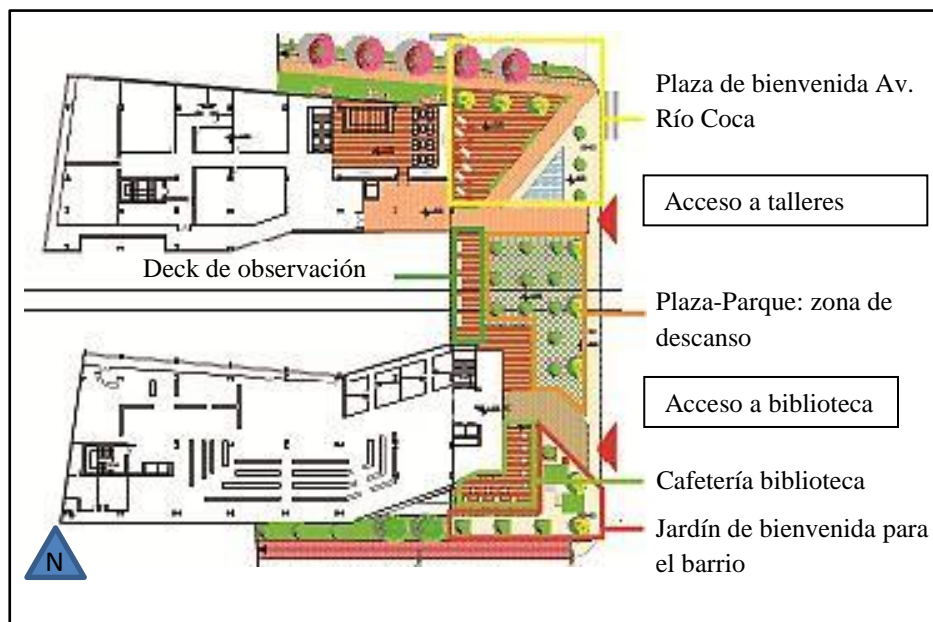 Plaza de bienvenida Av.
Río Coca
Acceso a talleres
Deck de observación
Plaza-Parque: zona de
descanso
Acceso a biblioteca
Cafetería biblioteca
Jardín de bienvenida para
el barrio
N